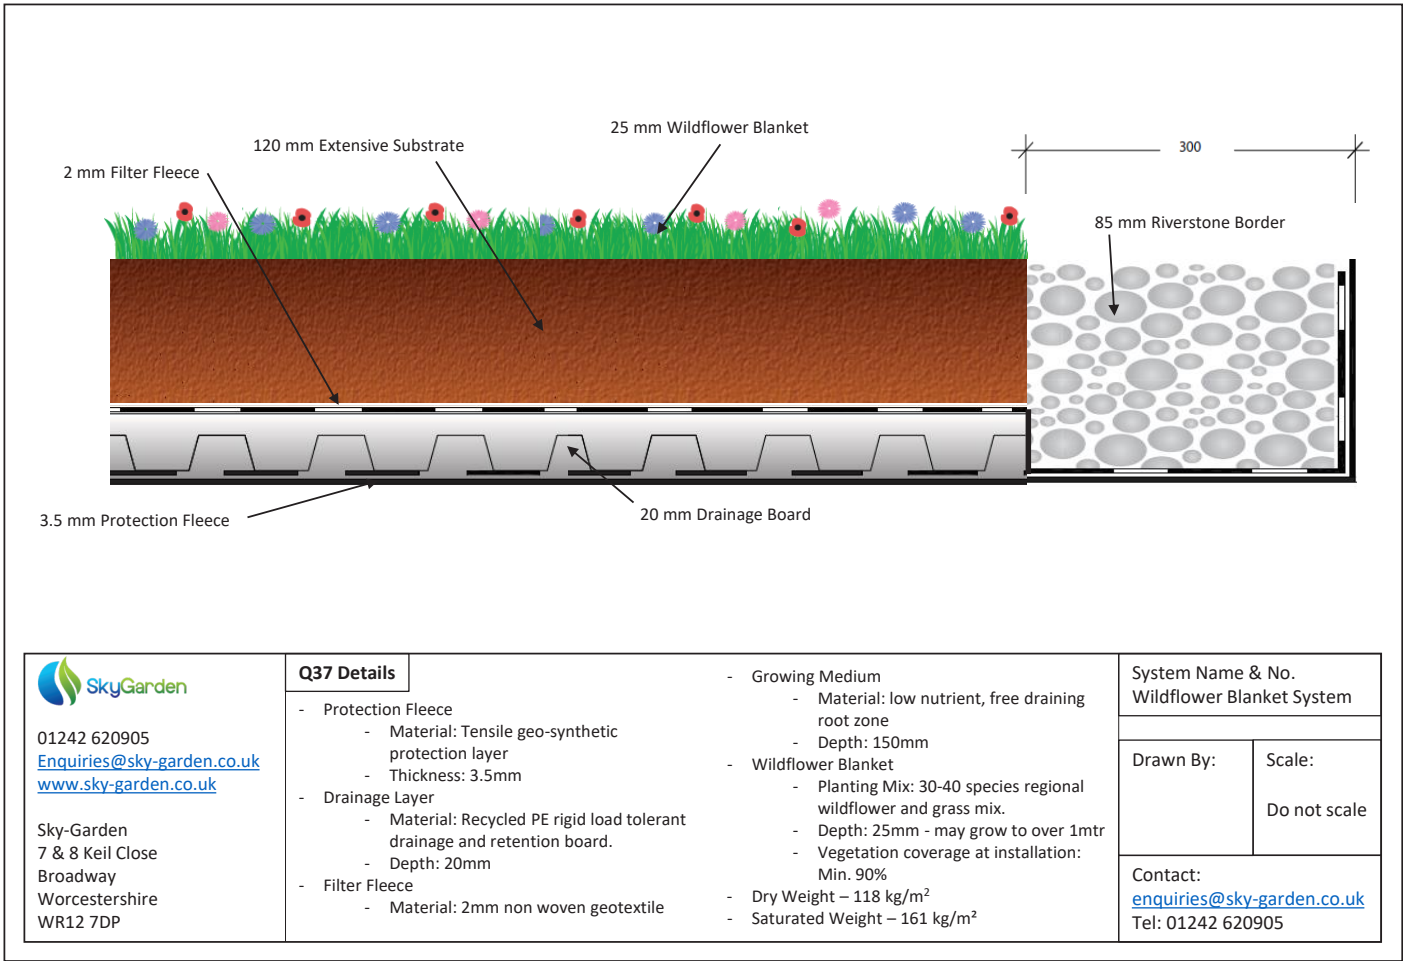 25 mm Wildflower Blanket
120 mm Extensive Substrate
2 mm Filter Fleece
300
85 mm Riverstone Border
3.5 mm Protection Fleece
20 mm Drainage Board
SkyGarden
01242 620905
Enquiries@sky-garden.co.uk
www.sky-garden.co.uk
Sky-Garden
7 & 8 Keil Close
Broadway
Worcestershire
WR12 7DP
Q37 Details
- Protection Fleece
- Material: Tensile geo-synthetic
protection layer
- Thickness: 3.5mm
- Drainage Layer
- Material: Recycled PE rigid load tolerant
drainage and retention board.
- Depth: 20mm
- Filter Fleece
- Material: 2mm non woven geotextile
- Growing Medium
- Material: low nutrient, free draining
root zone
- Depth: 150mm
- Wildflower Blanket
- Planting Mix: 30-40 species regional
wildflower and grass mix.
- Depth: 25mm - may grow to over 1mtr
- Vegetation coverage at installation:
Min. 90%
- Dry Weight – 118 kg/m²
- Saturated Weight – 161 kg/m²
System Name & No.
Wildflower Blanket System
Drawn By:
Scale:
Do not scale
Contact:
enquiries@sky-garden.co.uk
Tel: 01242 620905